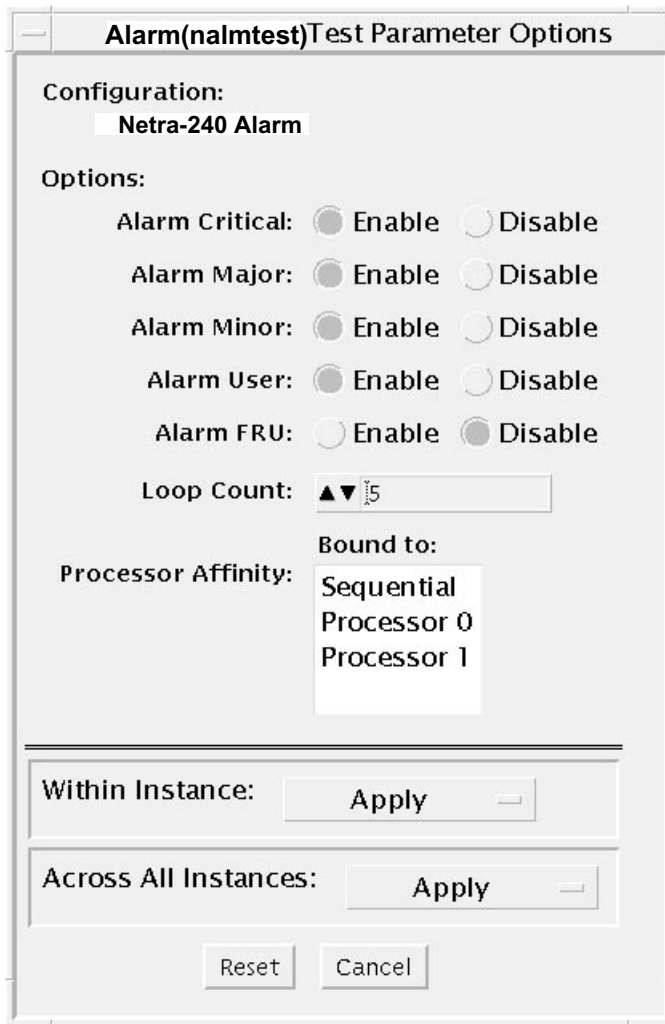 Alarm(nalmtest)Test Parameter Options
Configuration:
Netra-240 Alarm
Options:
Alarm Critical: Enable Disable
Alarm Major: Enable Disable
Alarm Minor: Enable Disable
Alarm User: Enable Disable
Alarm FRU: Enable Disable
Loop Count: 5
Bound to:
Processor Affinity:
Sequential
Processor 0
Processor 1
Within Instance: Apply
Across All Instances: Apply
Reset Cancel